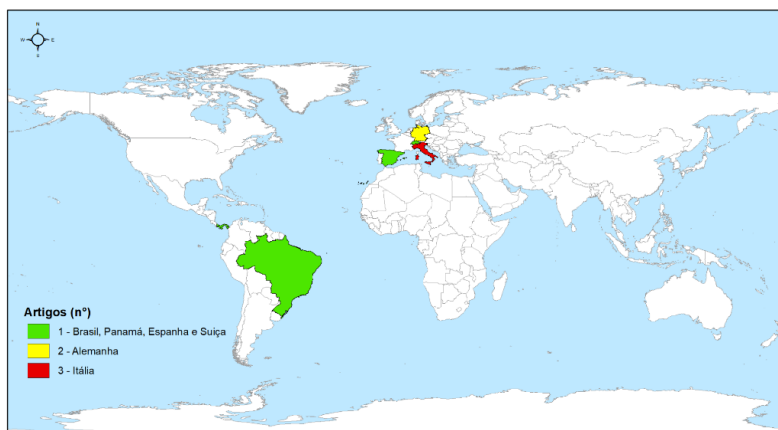 N
W E
S
Artigos (n°)
1 - Brasil, Panamá, Espanha e Suiça
2 - Alemanha
3 - Itália